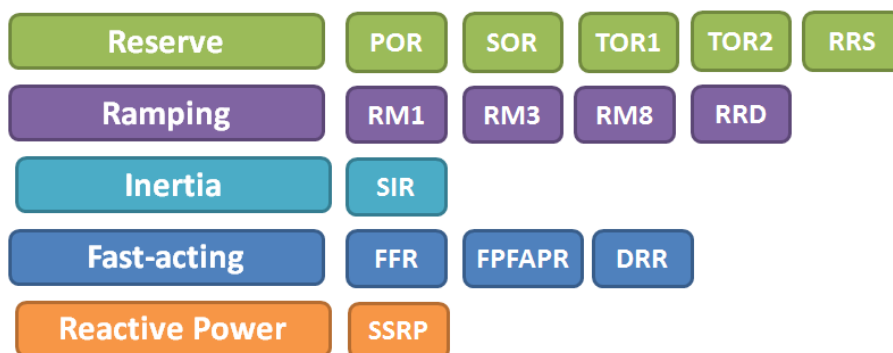 Reserve POR SOR TOR1 TOR2 RRS
Ramping RM1 RM3 RM8 RRD
Inertia SIR
Fast-acting FFR FPFAPR DRR
Reactive Power SSRP